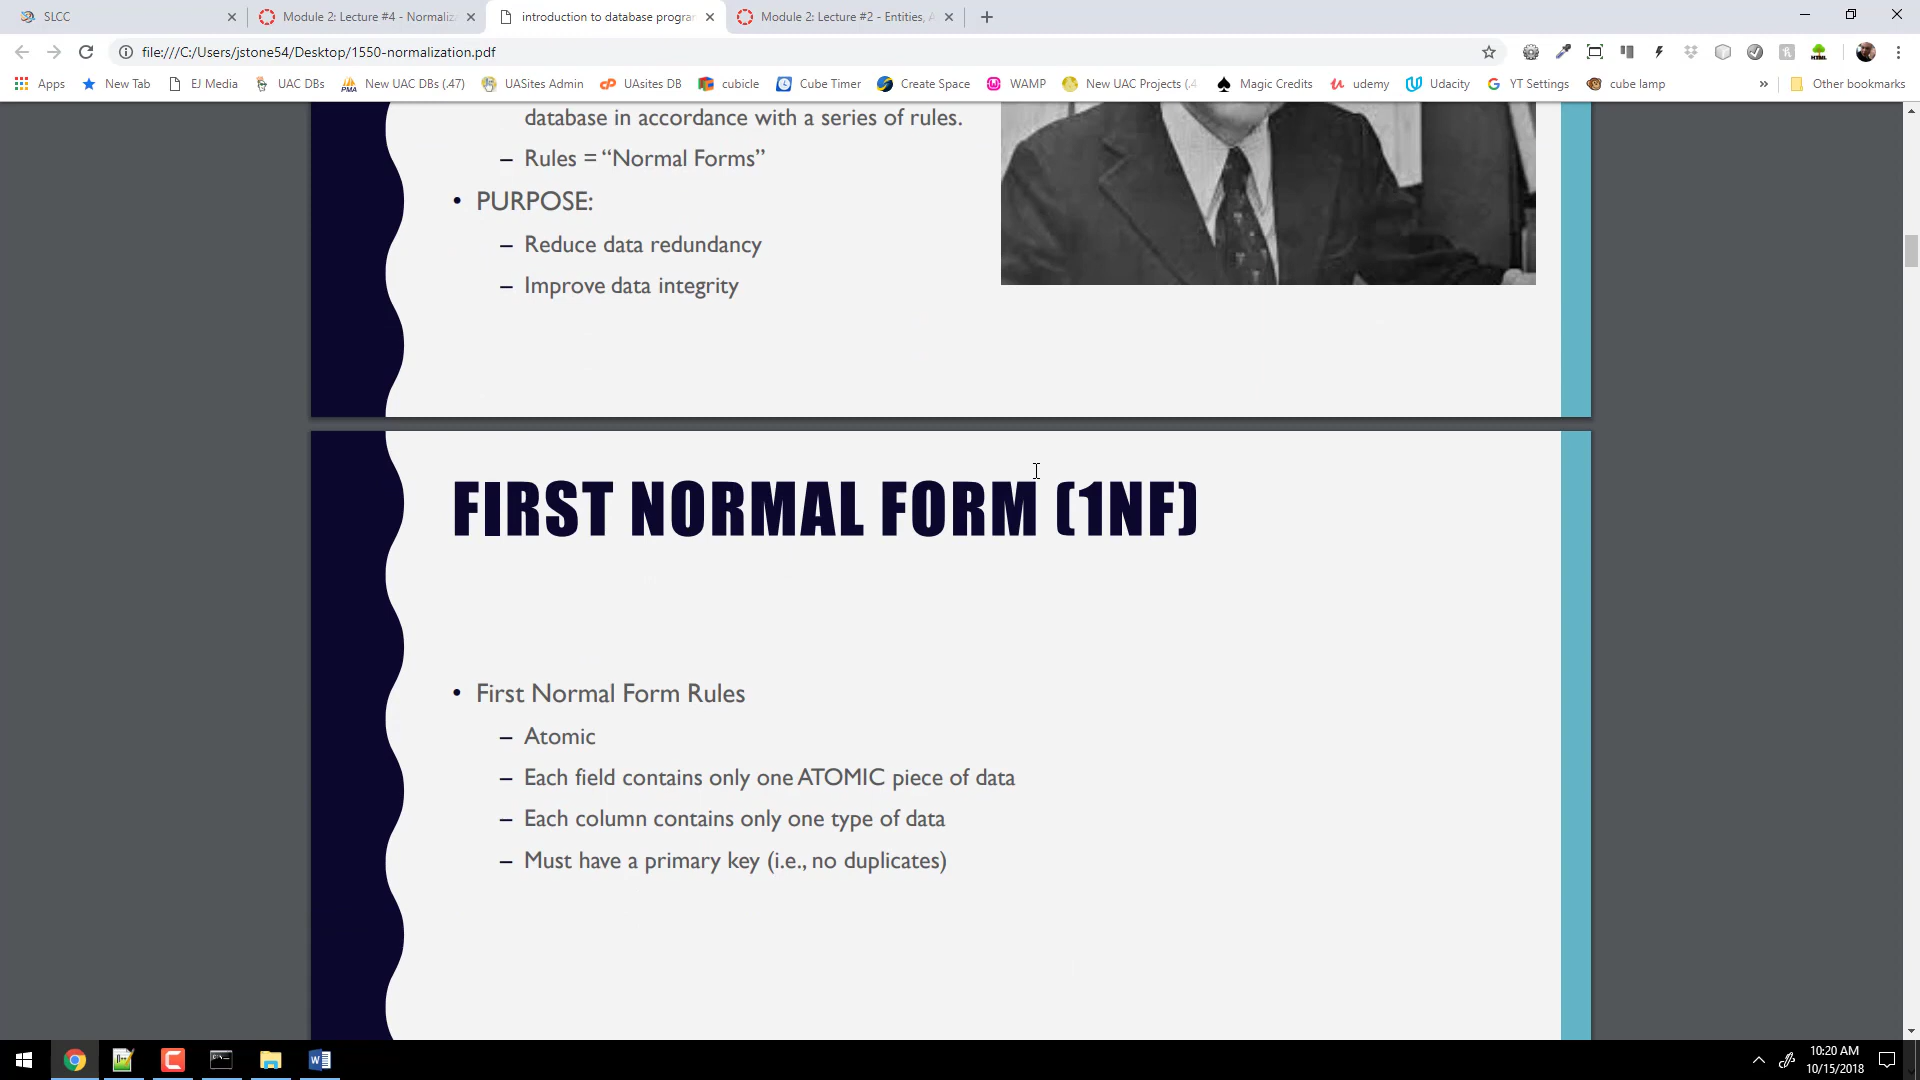 SLCC
Module 2: Lecture #4 - Normaliz
introduction to database progran
Module 2: Lecture #2 - Entities, A
file:///C:/Users/jstone54/Desktop/1550-normalization.pdf
Apps
New Tab
EJ Media
UAC DBs
New UAC DBs (.47)
UASites Admin
UAsites DB
cubicle
Cube Timer
Create Space
WAMP
New UAC Projects (.4
Magic Credits
udemy
Udacity
YT Settings
cube lamp
»
Other bookmarks
database in accordance with a series of rules.
– Rules = “Normal Forms”
• PURPOSE:
– Reduce data redundancy
– Improve data integrity
FIRST NORMAL FORM (1NF)
• First Normal Form Rules
– Atomic
– Each field contains only one ATOMIC piece of data
– Each column contains only one type of data
– Must have a primary key (i.e., no duplicates)
10:20 AM
10/15/2018